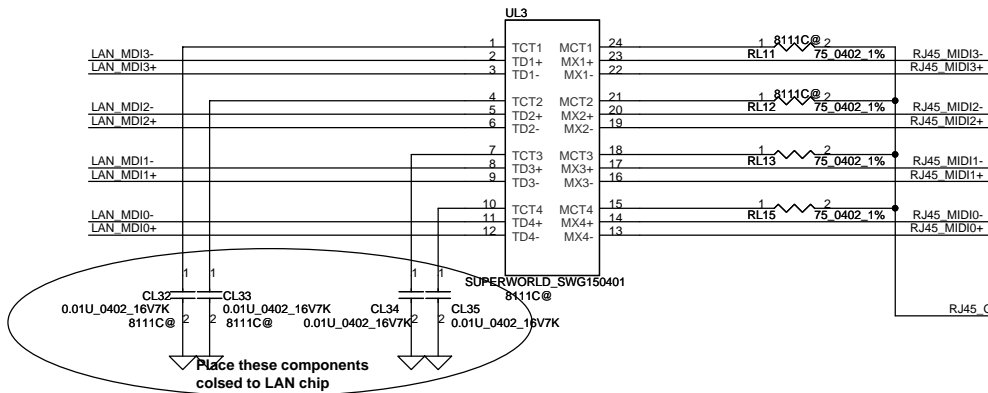 UL3
LAN_MDI3-
LAN_MDI3+
LAN_MDI2-
LAN_MDI2+
LAN_MDI1-
LAN_MDI1+
LAN_MDI0-
LAN_MDI0+
1 TCT1 MCT1 24
2 TD1+ MX1+ 23
3 TD1- MX1- 22
4 TCT2 MCT2 21
5 TD2+ MX2+ 20
6 TD2- MX2- 19
7 TCT3 MCT3 18
8 TD3+ MX3+ 17
9 TD3- MX3- 16
10 TCT4 MCT4 15
11 TD4+ MX4+ 14
12 TD4- MX4- 13
SUPERWORLD_SWG150401
8111C@
1 8111C@ 2
RL11 75_0402_1%
1 8111C@ 2
RL12 75_0402_1%
1 2
RL13 75_0402_1%
1 2
RL15 75_0402_1%
RJ45_MIDI3-
RJ45_MIDI3+
RJ45_MIDI2-
RJ45_MIDI2+
RJ45_MIDI1-
RJ45_MIDI1+
RJ45_MIDI0-
RJ45_MIDI0+
1 1 1 1
CL32 CL33 CL34 CL35
0.01U_0402_16V7K
8111C@
0.01U_0402_16V7K
8111C@
0.01U_0402_16V7K
0.01U_0402_16V7K
2 2 2 2
Place these components
colsed to LAN chip